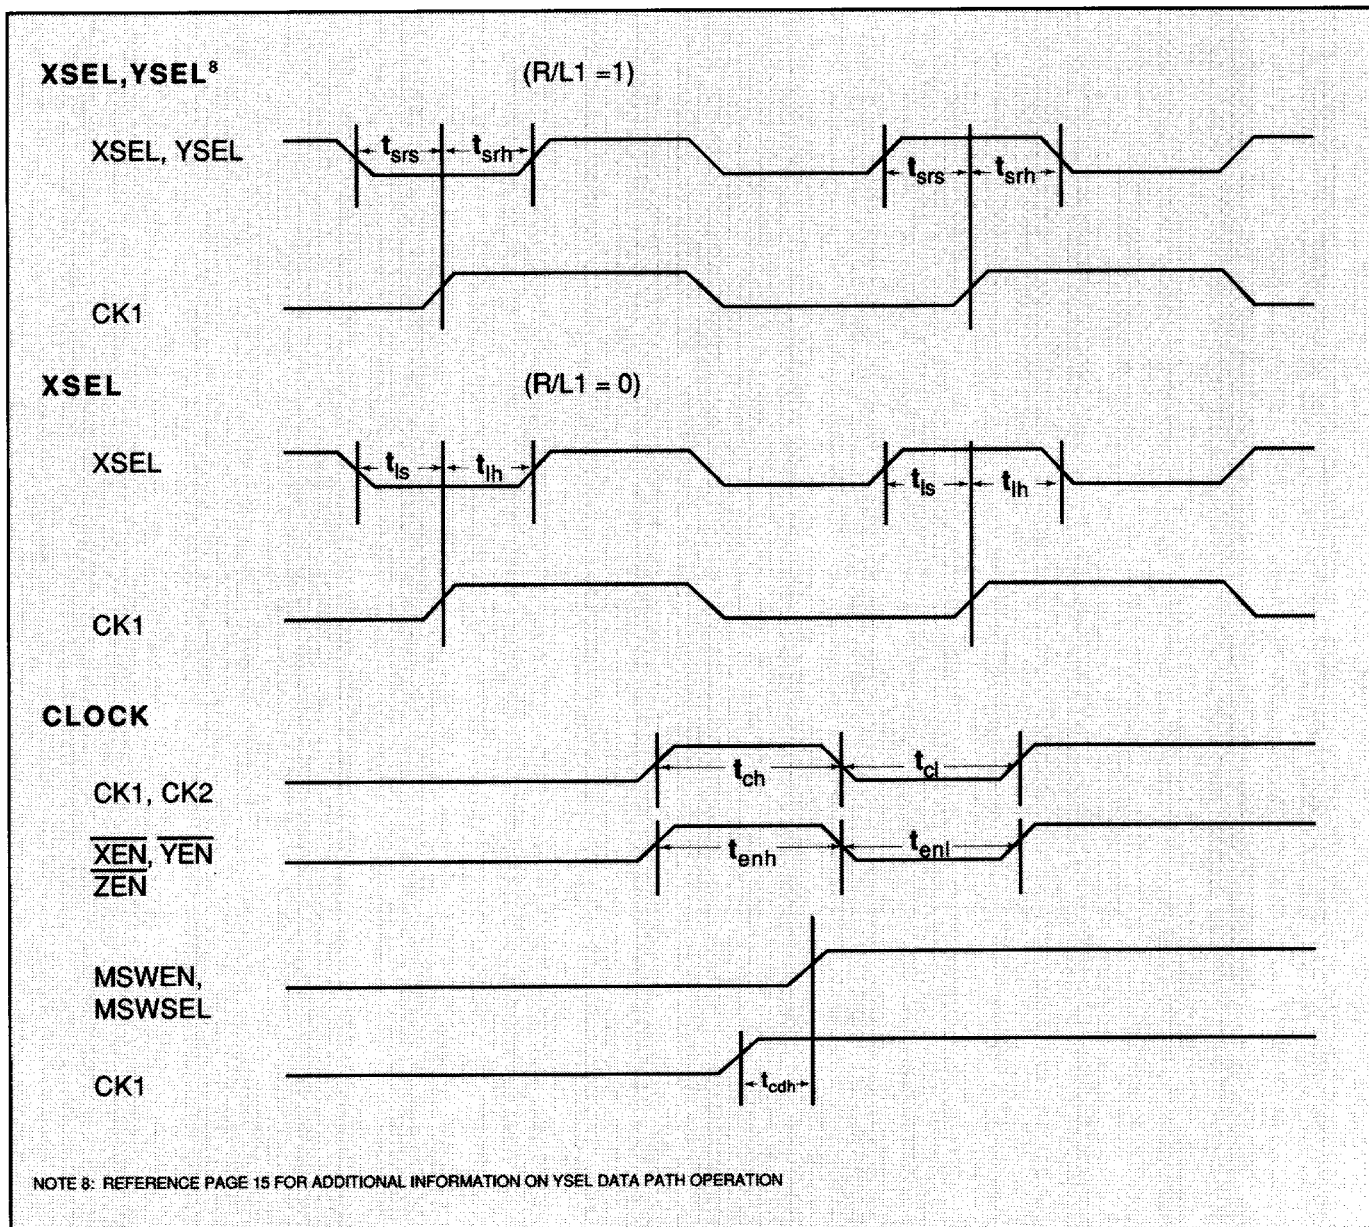 XSEL,YSEL⁸ (R/L1 =1)
XSEL, YSEL
tsrs tsrh tsrs tsrh
CK1
XSEL (R/L1 = 0)
XSEL
tls tlh tls tlh
CK1
CLOCK
CK1, CK2
tch tcl
XEN, YEN
ZEN
tenh tenl
MSWEN,
MSWSEL
CK1
tcdh
NOTE 8: REFERENCE PAGE 15 FOR ADDITIONAL INFORMATION ON YSEL DATA PATH OPERATION